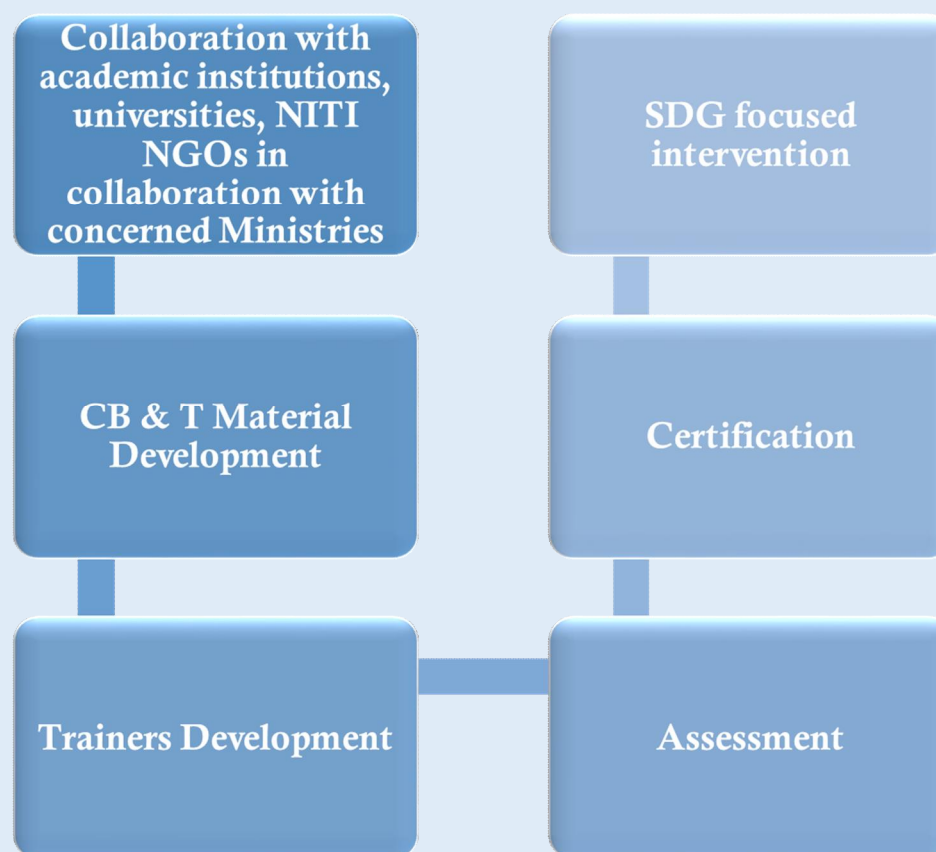 Collaboration with
academic institutions,
universities, NITI
NGOs in
collaboration with
concerned Ministries
CB & T Material
Development
Trainers Development
Assessment
Certification
SDG focused
intervention